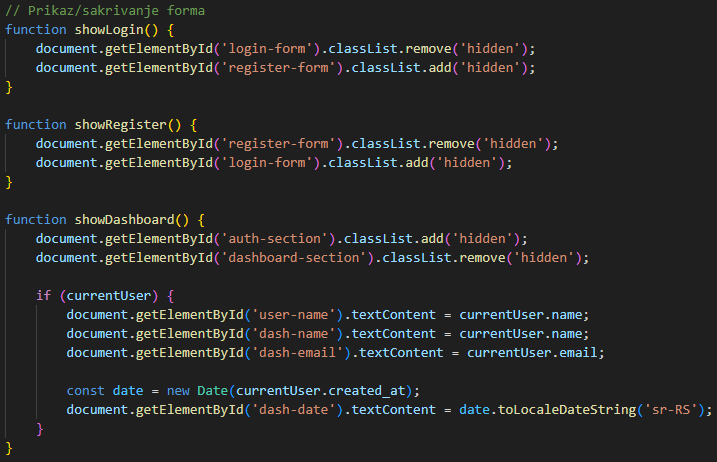 // Prikaz/sakrivanje forma
function showLogin() {
    document.getElementById('login-form').classList.remove('hidden');
    document.getElementById('register-form').classList.add('hidden');
}

function showRegister() {
    document.getElementById('register-form').classList.remove('hidden');
    document.getElementById('login-form').classList.add('hidden');
}

function showDashboard() {
    document.getElementById('auth-section').classList.add('hidden');
    document.getElementById('dashboard-section').classList.remove('hidden');

    if (currentUser) {
        document.getElementById('user-name').textContent = currentUser.name;
        document.getElementById('dash-name').textContent = currentUser.name;
        document.getElementById('dash-email').textContent = currentUser.email;

        const date = new Date(currentUser.created_at);
        document.getElementById('dash-date').textContent = date.toLocaleDateString('sr-RS');
    }
}